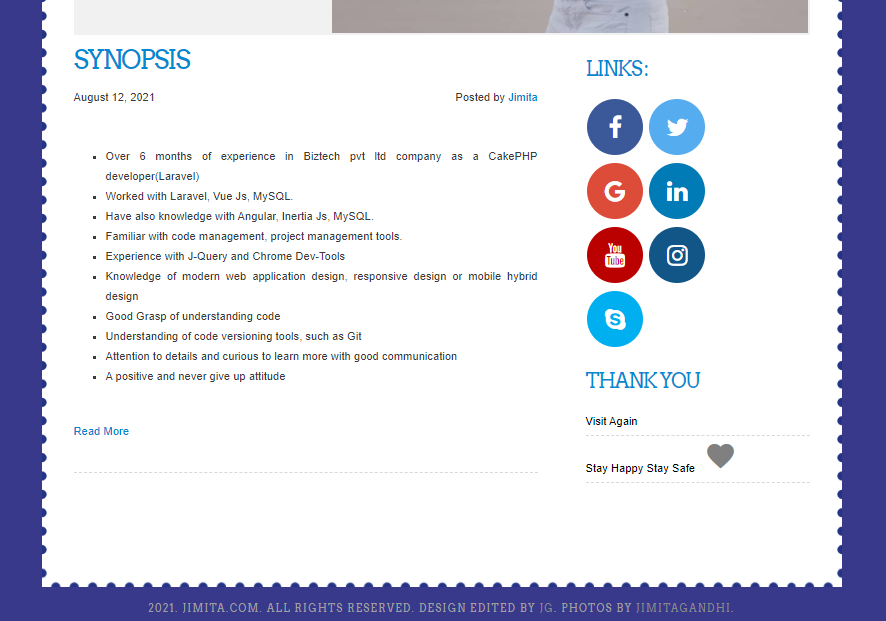 SYNOPSIS
August 12, 2021 Posted by Jimita
Over 6 months of experience in Biztech pvt ltd company as a CakePHP
developer(Laravel)
Worked with Laravel, Vue Js, MySQL.
Have also knowledge with Angular, Inertia Js, MySQL.
Familiar with code management, project management tools.
Experience with J-Query and Chrome Dev-Tools
Knowledge of modern web application design, responsive design or mobile hybrid
design
Good Grasp of understanding code
Understanding of code versioning tools, such as Git
Attention to details and curious to learn more with good communication
A positive and never give up attitude
Read More
LINKS:
You
Tube
THANK YOU
Visit Again
Stay Happy Stay Safe
2021. JIMITA.COM. ALL RIGHTS RESERVED. DESIGN EDITED BY JG. PHOTOS BY JIMITAGANDHI.